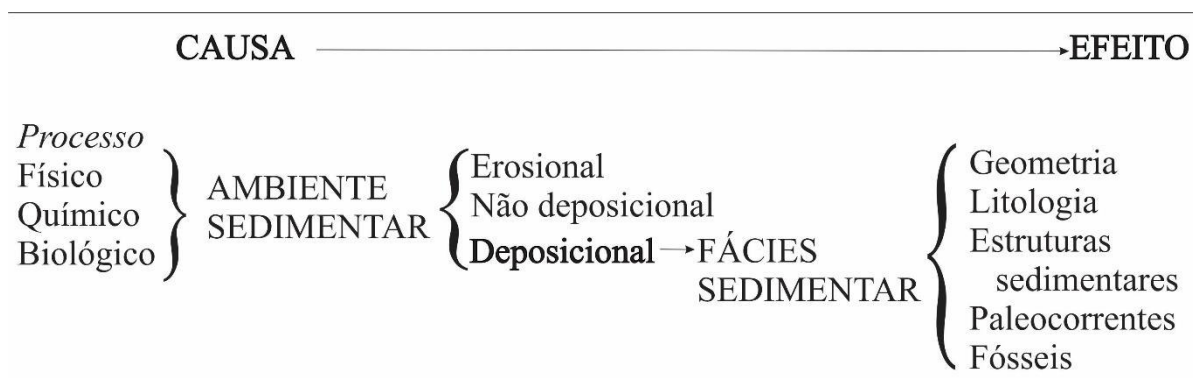 CAUSA EFEITO
Processo
Físico
Químico
Biológico
AMBIENTE
SEDIMENTAR
Erosional
Não deposicional
Deposicional
FÁCIES
SEDIMENTAR
Geometria
Litologia
Estruturas
sedimentares
Paleocorrentes
Fósseis